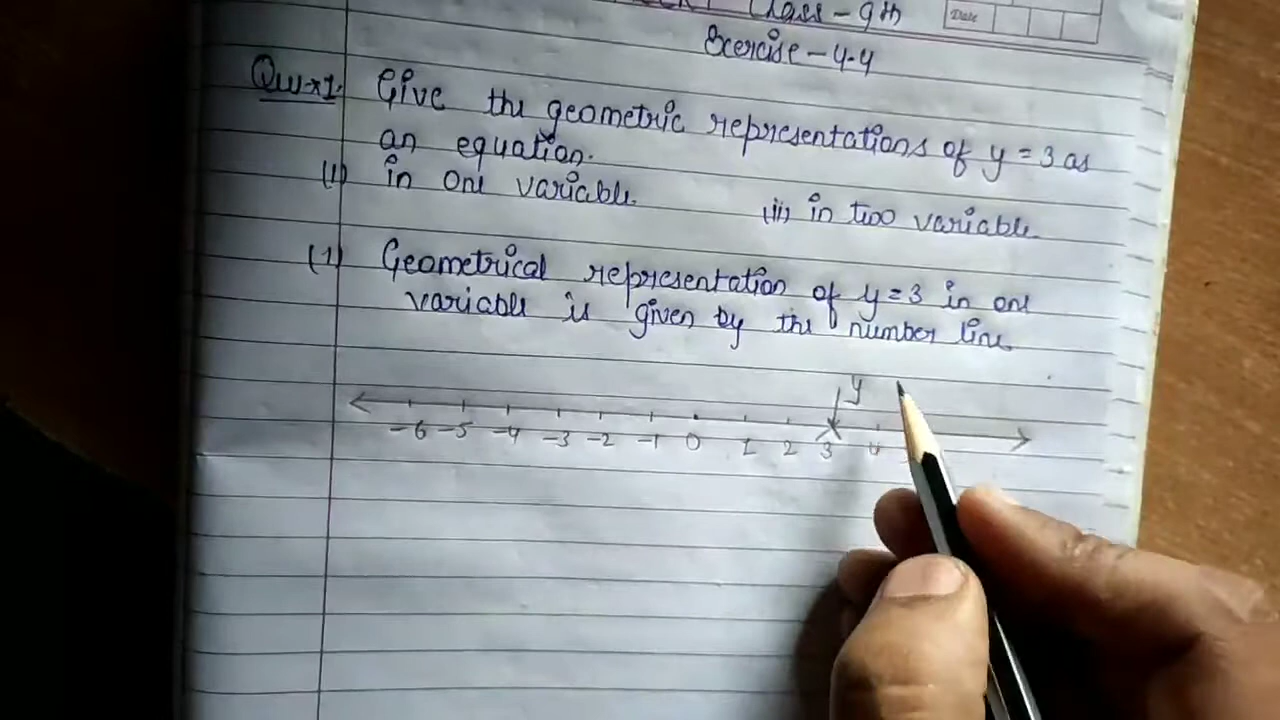 Class - 9th
Date
Exercise - 4.4
Give the geometric representations of y = 3 as
an equation.
(i) in one variable. (ii) in two variable.
(1) Geometrical representation of y = 3 in one
variable is given by the number line.
y
-6 -5 -4 -3 -2 -1 0 1 2 3 4